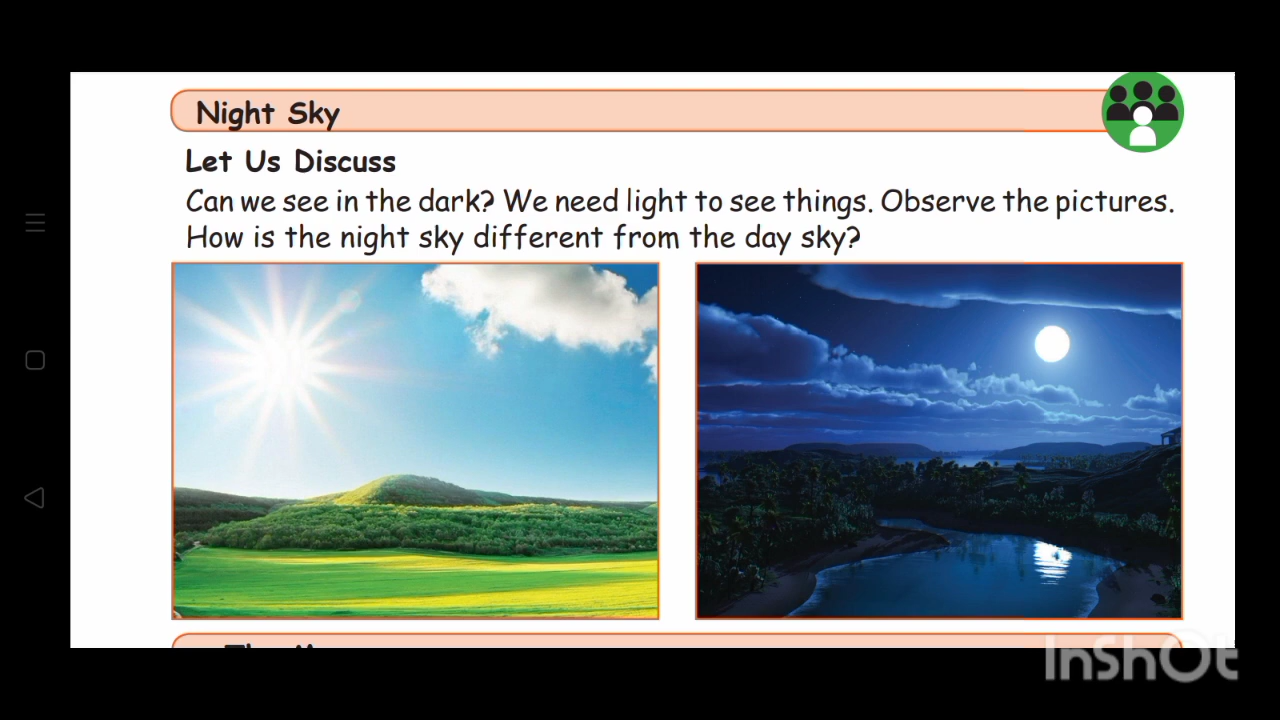 Night Sky
Let Us Discuss
Can we see in the dark? We need light to see things. Observe the pictures.
How is the night sky different from the day sky?
InShOt